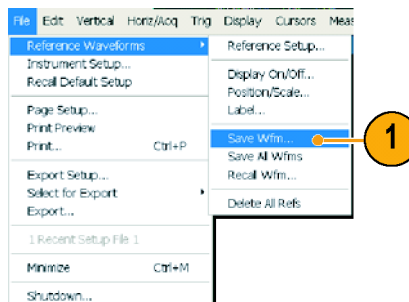 File Edit Vertical Horiz/Acq Trig Display Cursors Meas
Reference Waveforms
Instrument Setup...
Recall Default Setup
Page Setup...
Print Preview
Print... Ctrl+P
Export Setup...
Select for Export
Export...
1 Recent Setup File 1
Minimize Ctrl+M
Shutdown...
Reference Setup...
Display On/Off...
Position/Scale...
Label...
Save Wfm...
Save All Wfms
Recall Wfm...
Delete All Refs
1